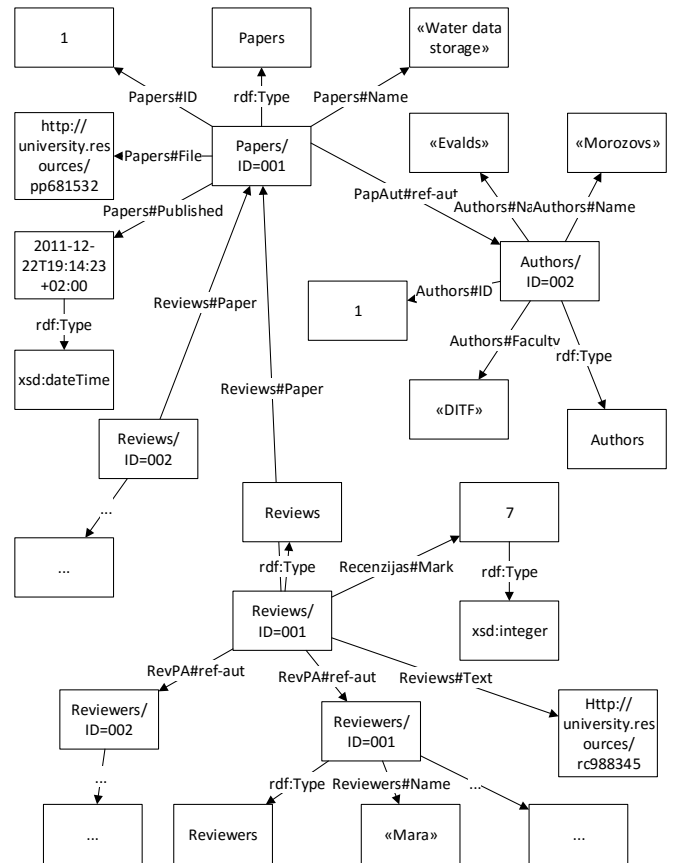 1
Papers
«Water data
storage»
Papers#ID
rdf:Type
Papers#Name
http://
university.res
ources/
pp681532
Papers#File
Papers/
ID=001
«Evalds»
«Morozovs»
PapAut#ref-aut
Papers#Published
Authors#Na
Authors#Name
2011-12-
22T19:14:23
+02:00
Authors/
ID=002
Reviews#Paper
Authors#ID
1
rdf:Type
Authors#Faculty
rdf:Type
xsd:dateTime
Reviews#Paper
«DITF»
Authors
Reviews/
ID=002
...
Reviews
7
...
rdf:Type
Recenzijas#Mark
rdf:Type
Reviews/
ID=001
xsd:integer
RevPA#ref-aut
RevPA#ref-aut
Reviews#Text
Reviewers/
ID=002
Reviewers/
ID=001
Http://
university.res
ources/
rc988345
...
rdf:Type
Reviewers#Name
...
...
Reviewers
«Mara»
...